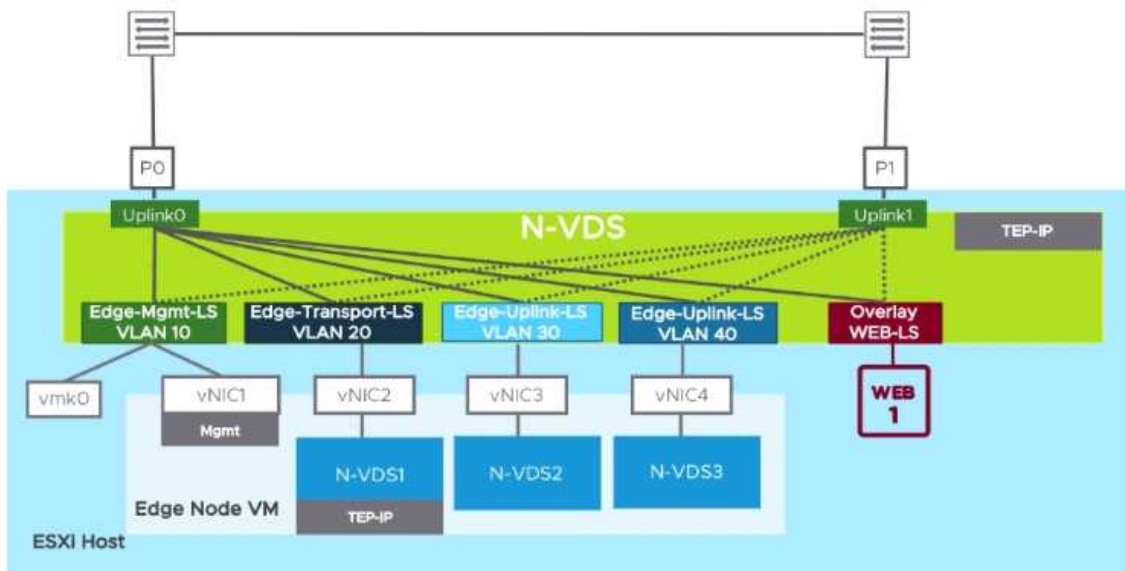 P0
P1
Uplink0
N-VDS
Uplink1
TEP-IP
Edge-Mgmt-LS
VLAN 10
Edge-Transport-LS
VLAN 20
Edge-Uplink-LS
VLAN 30
Edge-Uplink-LS
VLAN 40
Overlay
WEB-LS
vmk0
vNIC1
Mgmt
vNIC2
vNIC3
vNIC4
WEB
1
N-VDS1
TEP-IP
N-VDS2
N-VDS3
Edge Node VM
ESXI Host